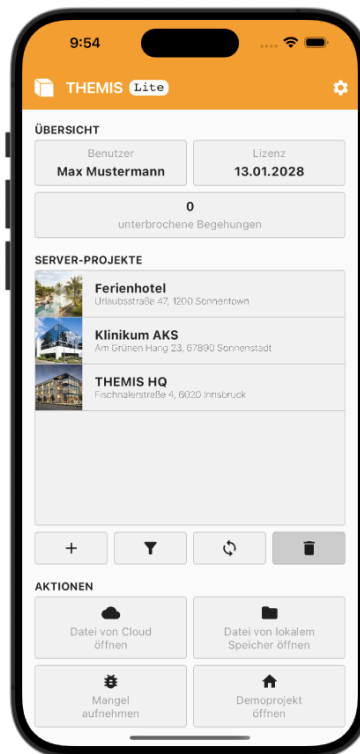 9:54
THEMIS Lite
ÜBERSICHT
Benutzer
Max Mustermann
Lizenz
13.01.2028
0
unterbrochene Begehungen
SERVER-PROJEKTE
Ferienhotel
Urlaubsstraße 47, 1200 Sonnentown
Klinikum AKS
Am Grünen Hang 23, 67890 Sonnenstadt
THEMIS HQ
Fischnalerstraße 4, 6020 Innsbruck
AKTIONEN
Datei von Cloud
öffnen
Datei von lokalem
Speicher öffnen
Mangel
aufnehmen
Demoprojekt
öffnen